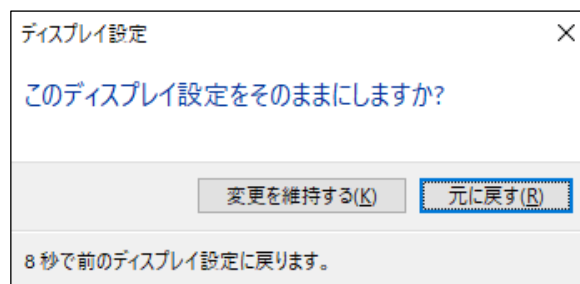 ディスプレイ設定
このディスプレイ設定をそのままにしますか?
変更を維持する(K)
元に戻す(R)
8 秒で前のディスプレイ設定に戻ります。